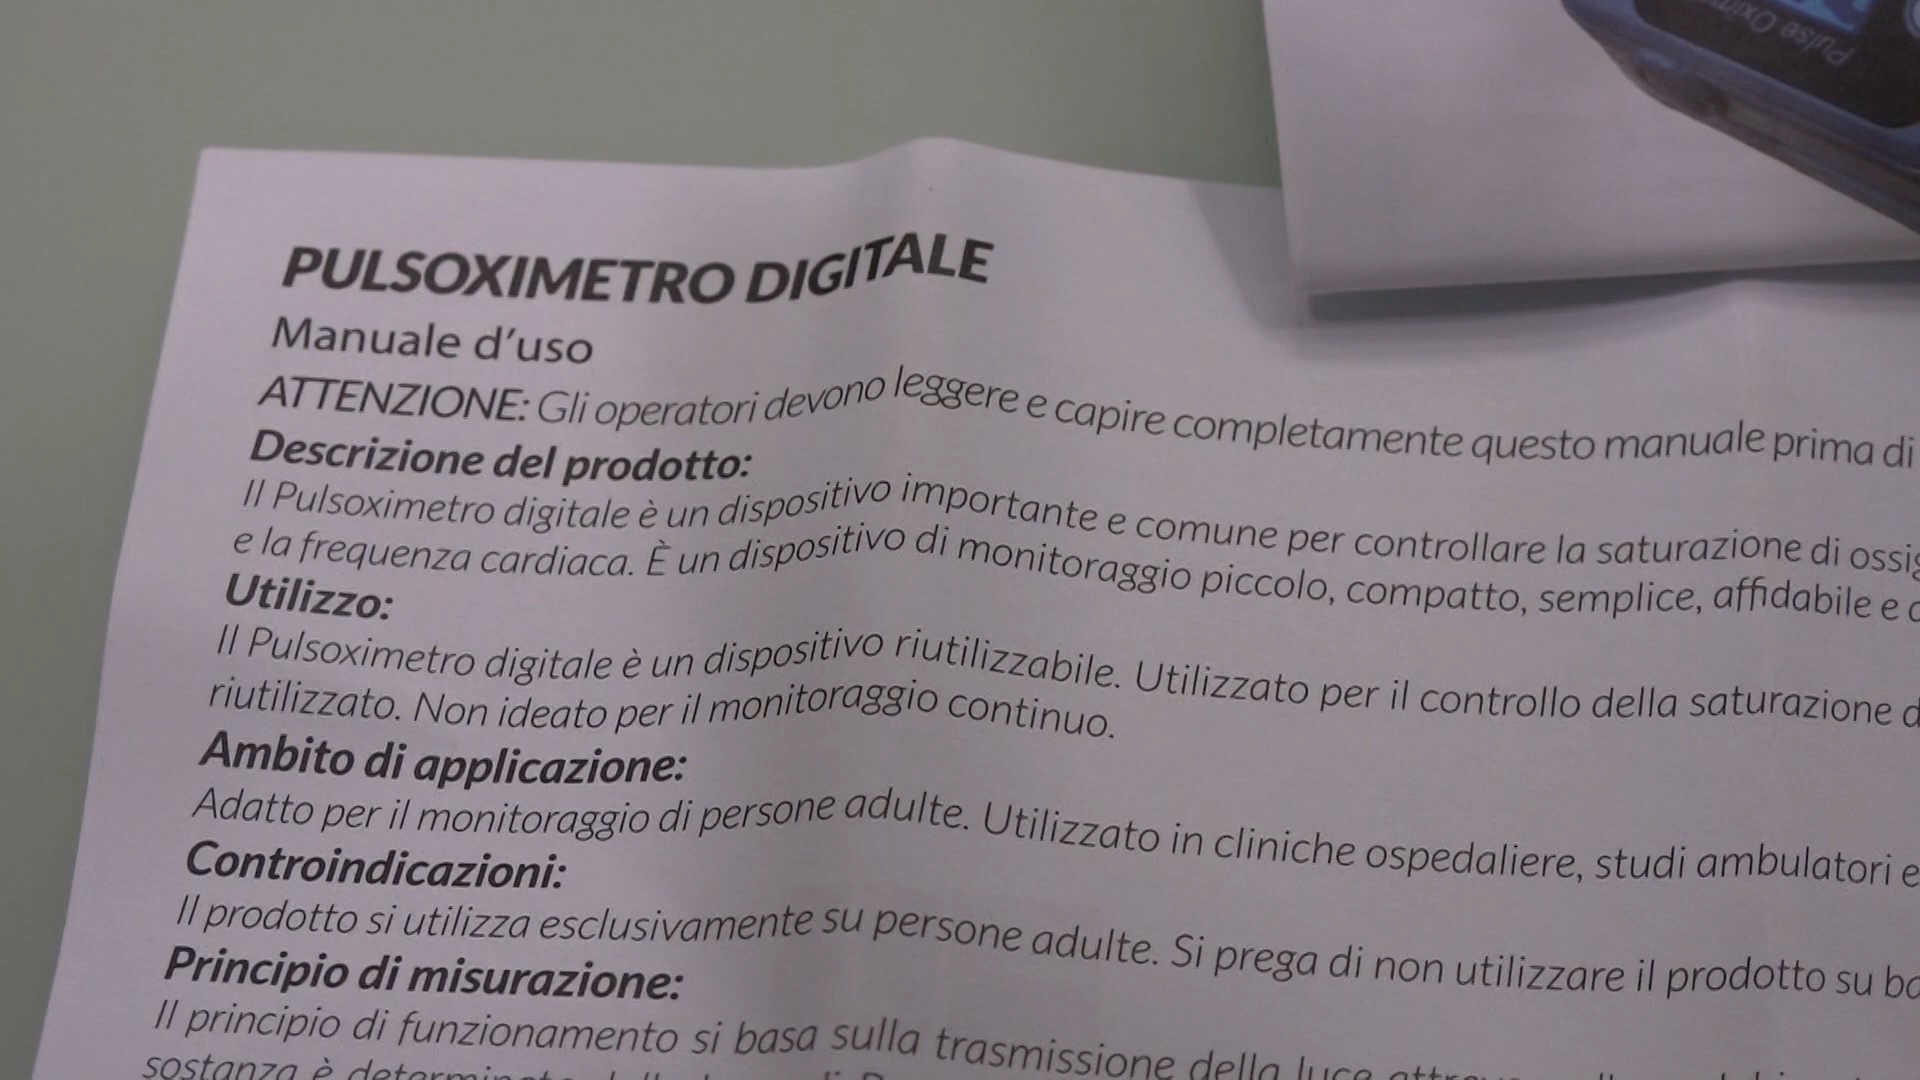 Pulse
PULSOXIMETRO DIGITALE
Manuale d'uso
ATTENZIONE: Gli operatori devono leggere e capire completamente questo manuale prima di
Descrizione del prodotto:
Il Pulsoximetro digitale è un dispositivo importante e comune per controllare la saturazione di
e la frequenza cardiaca. È un dispositivo di monitoraggio piccolo, compatto, semplice, affidabile e
Utilizzo:
Il Pulsoximetro digitale è un dispositivo riutilizzabile. Utilizzato per il controllo della saturazione
riutilizzato. Non ideato per il monitoraggio continuo.
Ambito di applicazione:
Adatto per il monitoraggio di persone adulte. Utilizzato in cliniche ospedaliere, studi ambulatori e
Controindicazioni:
Il prodotto si utilizza esclusivamente su persone adulte. Si prega di non utilizzare il prodotto su
Principio di misurazione:
Il principio di funzionamento si basa sulla trasmissione della luce
sostanza è